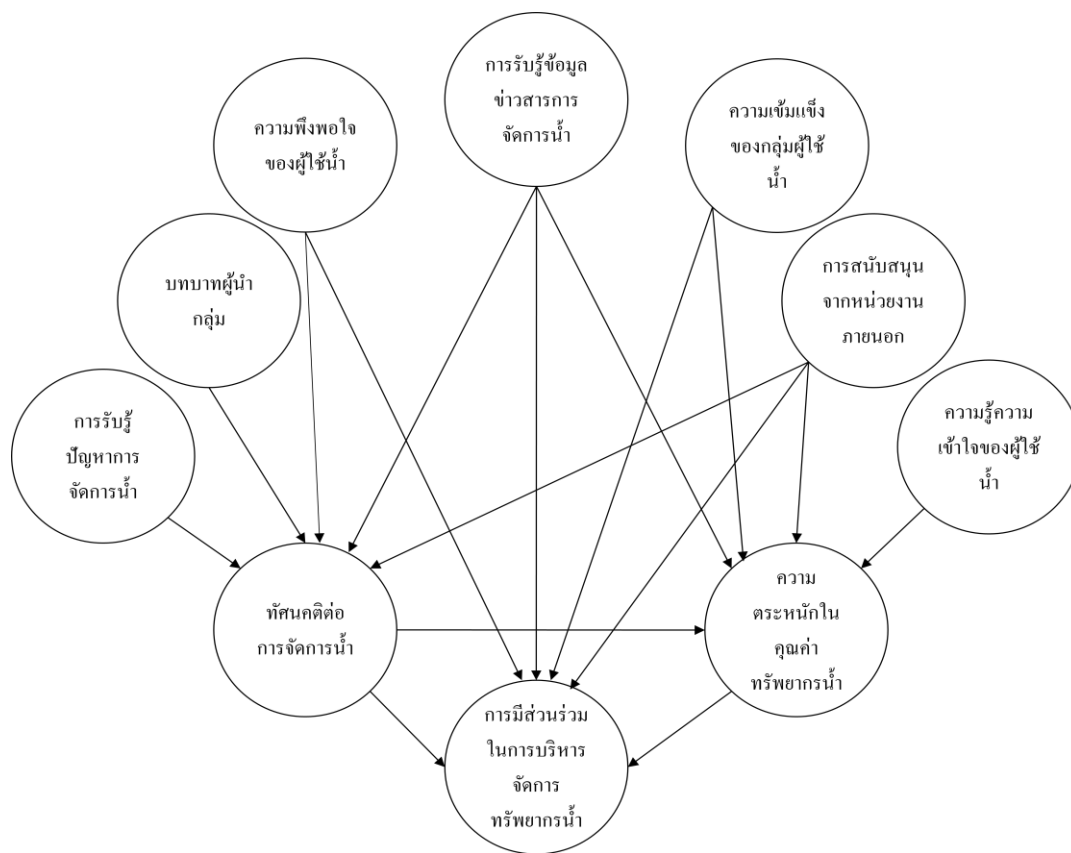 การรับรู้ข้อมูล
ข่าวสารการ
จัดการน้ำ
ความพึงพอใจ
ของผู้ใช้น้ำ
ความเข้มแข็ง
ของกลุ่มผู้ใช้
น้ำ
บทบาทผู้นำ
กลุ่ม
การสนับสนุน
จากหน่วยงาน
ภายนอก
การรับรู้
ปัญหาการ
จัดการน้ำ
ความรู้ความ
เข้าใจของผู้ใช้
น้ำ
ทัศนคติต่อ
การจัดการน้ำ
ความ
ตระหนักใน
คุณค่า
ทรัพยากรน้ำ
การมีส่วนร่วม
ในการบริหาร
จัดการ
ทรัพยากรน้ำ